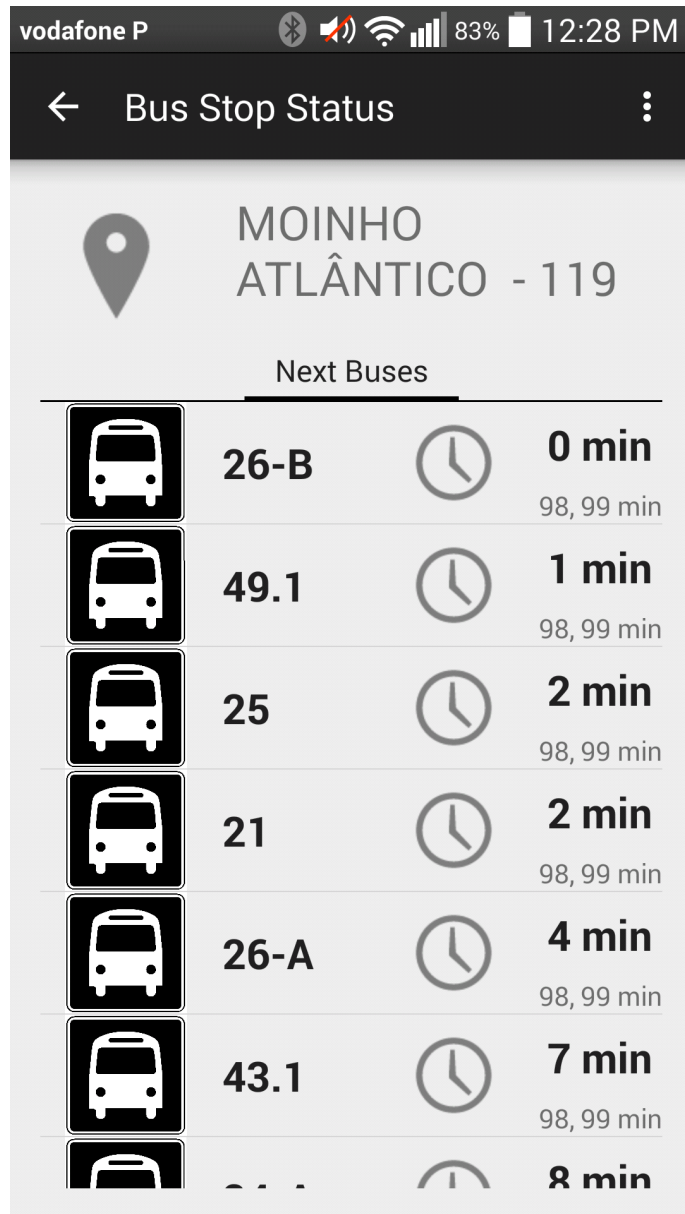 vodafone P 83% 12:28 PM
Bus Stop Status
MOINHO
ATLÂNTICO - 119
Next Buses
26-B 0 min
98, 99 min
49.1 1 min
98, 99 min
25 2 min
98, 99 min
21 2 min
98, 99 min
26-A 4 min
98, 99 min
43.1 7 min
98, 99 min
8 min